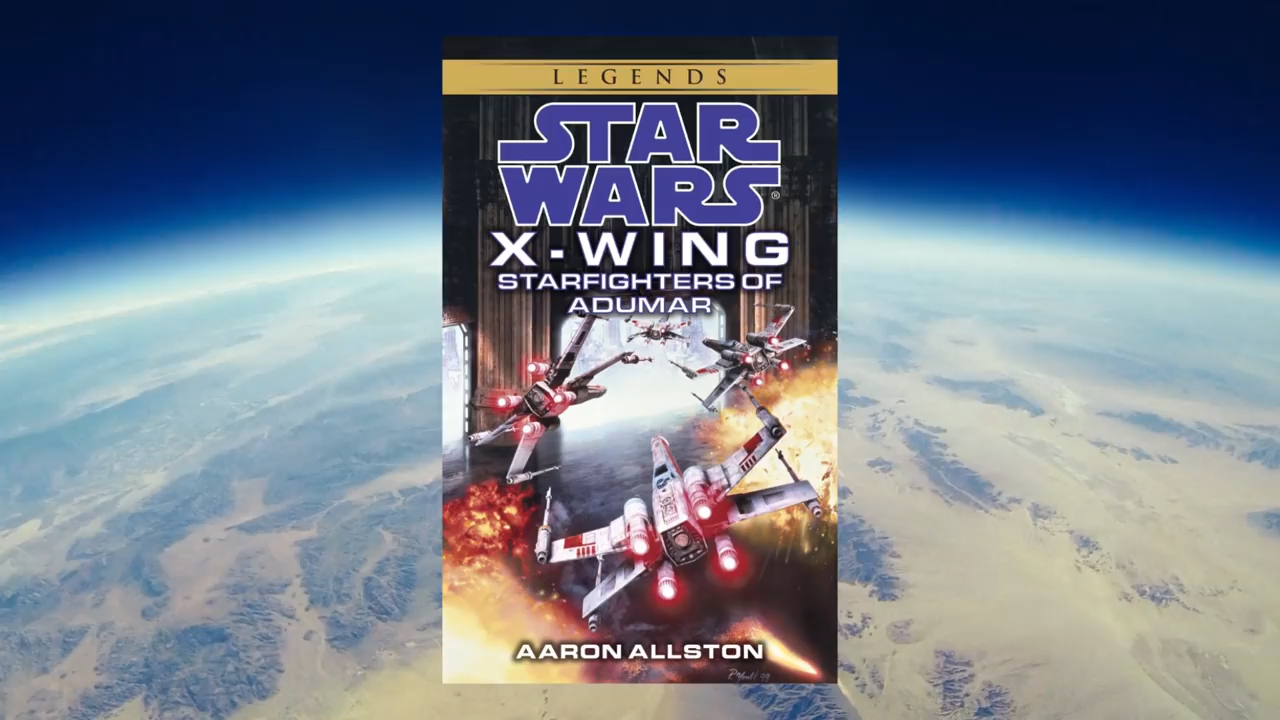 LEGENDS
STAR
WARS®
X-WING
STARFIGHTERS OF
ADUMAR
AARON ALLSTON